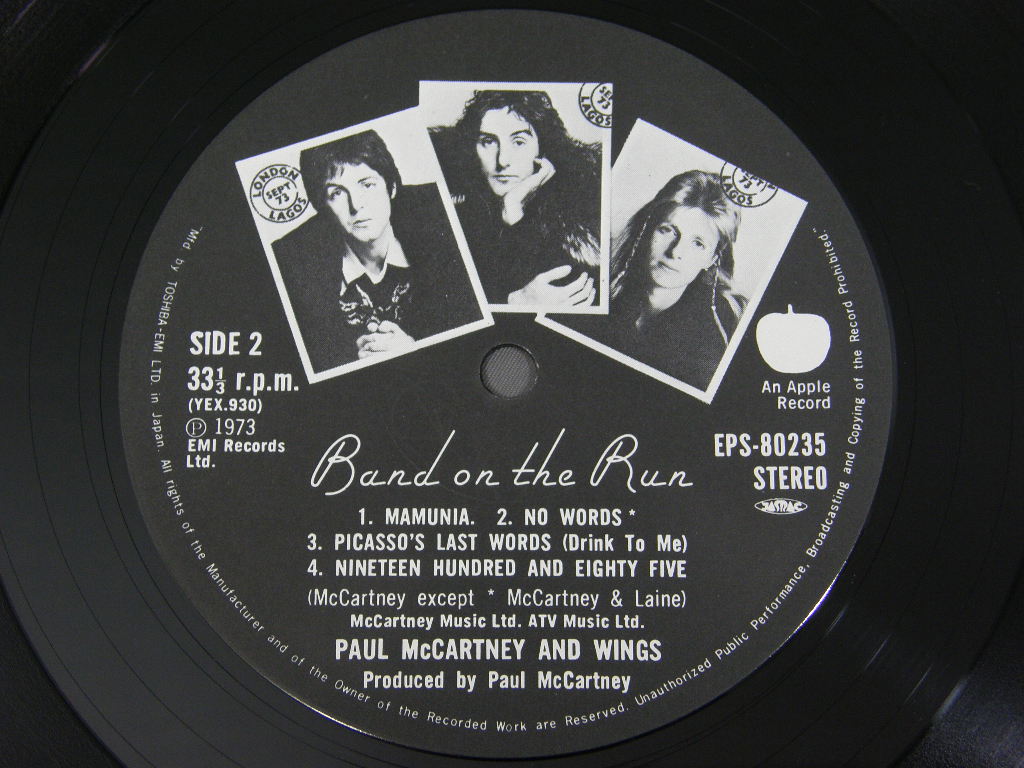 LONDON
SEPT
73
LAGOS
SEPT
73
LAGOS
73
LAGOS
SIDE 2
33⅓ r.p.m.
(YEX.930)
Ⓟ 1973
EMI Records
Ltd.
An Apple
Record
EPS-80235
STEREO
JASRAC
Band on the Run
1. MAMUNIA. 2. NO WORDS *
3. PICASSO'S LAST WORDS (Drink To Me)
4. NINETEEN HUNDRED AND EIGHTY FIVE
(McCartney except * McCartney & Laine)
McCartney Music Ltd. ATV Music Ltd.
PAUL McCARTNEY AND WINGS
Produced by Paul McCartney
"Mfd by TOSHIBA-EMI LTD. in Japan. All rights of the Manufacturer and of the Owner of the Recorded Work are Reserved. Unauthorized Public Performance, Broadcasting and Copying of the Record Prohibited"